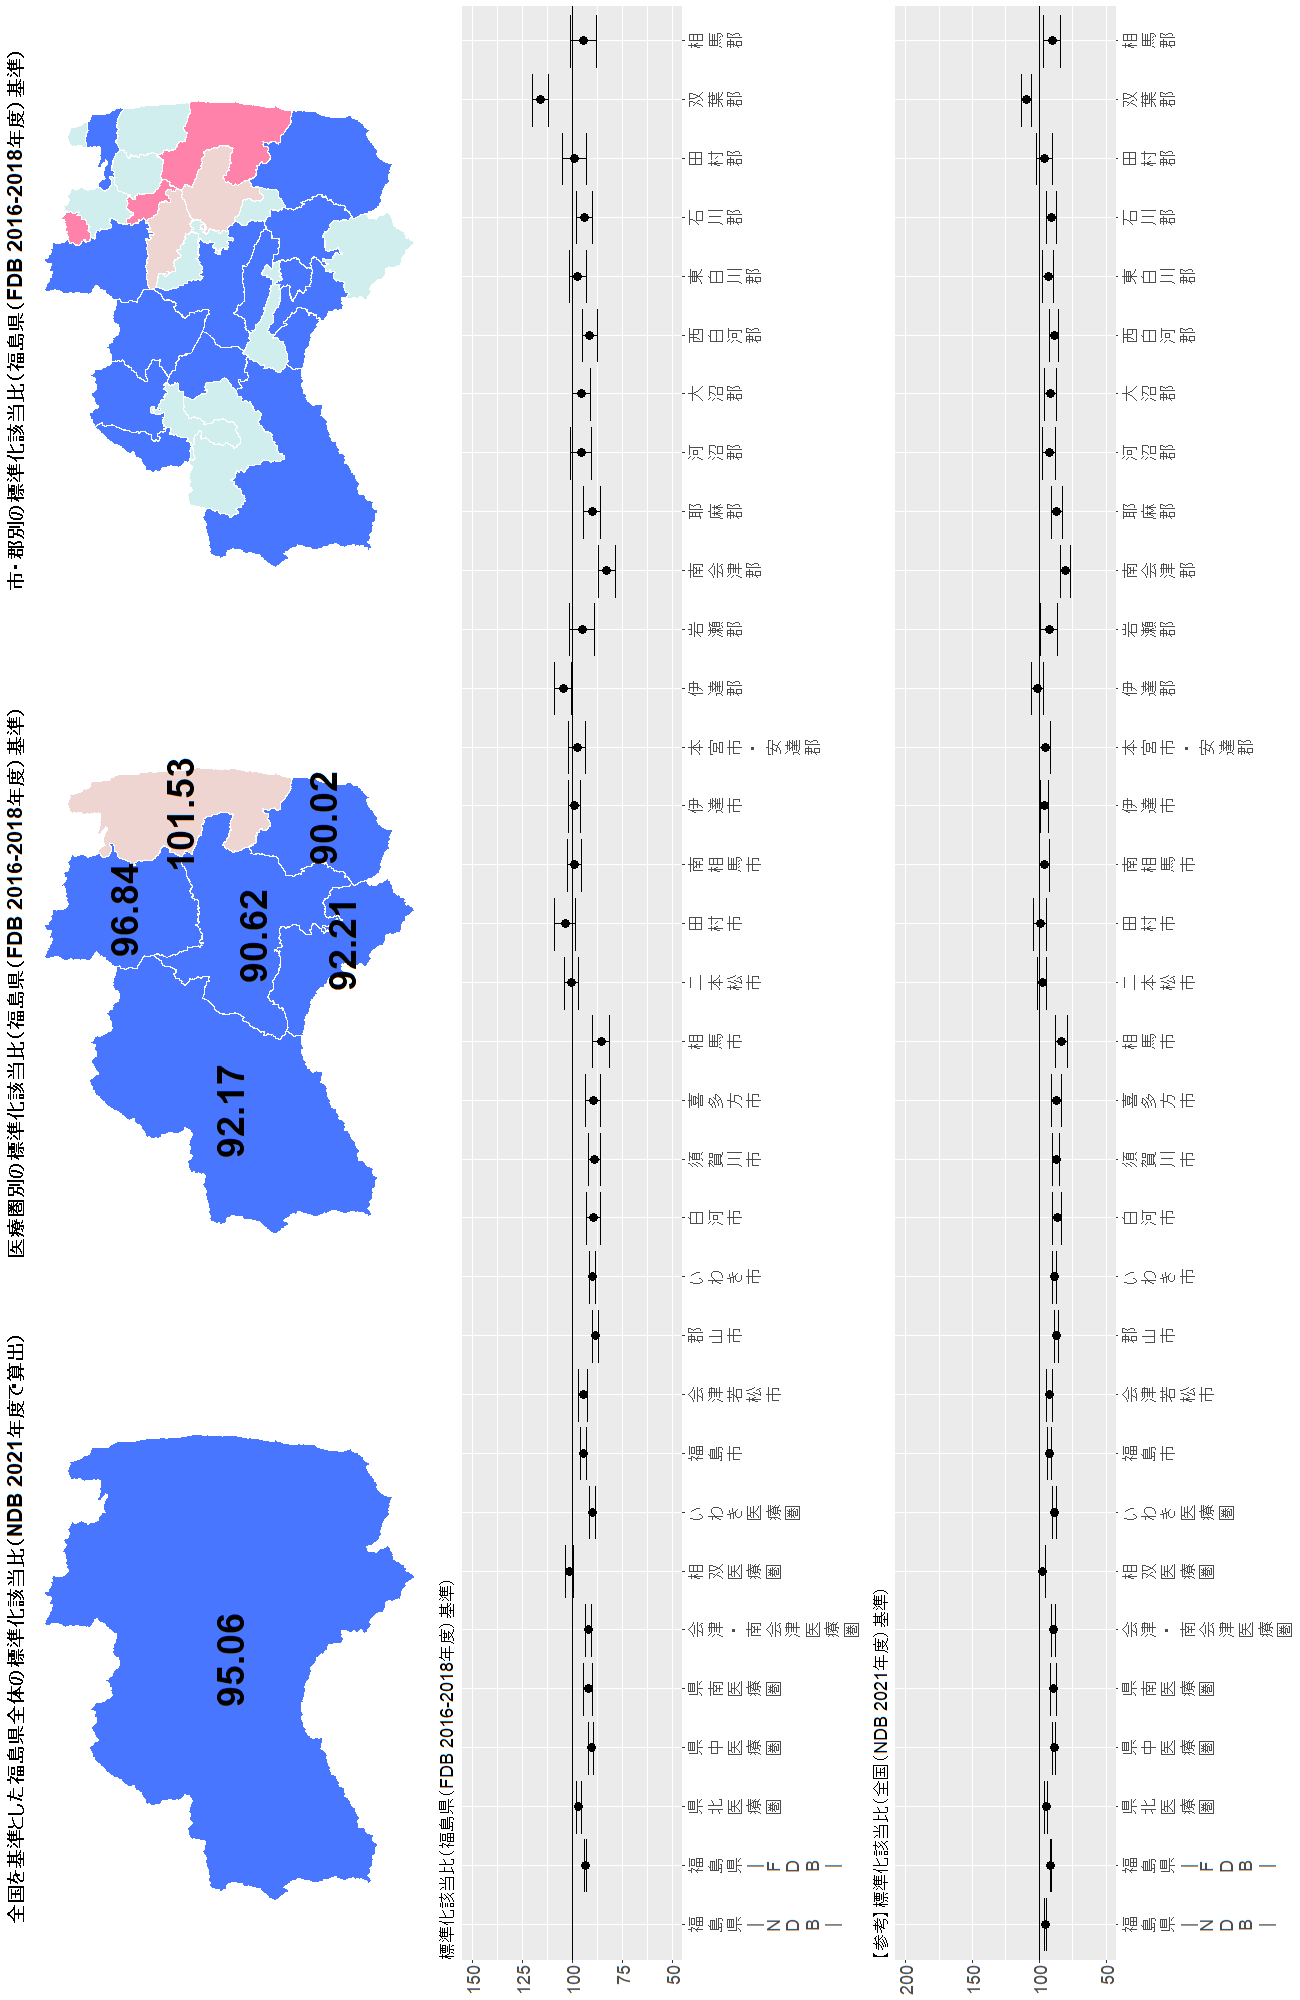 全国を基準とした福島県全体の標準化該当比（NDB 2021年度で算出）
95.06
医療圏別の標準化該当比（福島県（FDB 2016-2018年度）基準）
96.84
101.53
92.17
90.62
92.21
90.02
市・郡別の標準化該当比（福島県（FDB 2016-2018年度）基準）
標準化該当比（福島県（FDB 2016-2018年度）基準）
150
125
100
75
50
福島県｜NDB｜
福島県｜FDB｜
県北医療圏
県中医療圏
県南医療圏
会津・南会津医療圏
相双医療圏
いわき医療圏
福島市
会津若松市
郡山市
いわき市
白河市
須賀川市
喜多方市
相馬市
二本松市
田村市
南相馬市
伊達市
本宮市・安達郡
伊達郡
岩瀬郡
南会津郡
耶麻郡
河沼郡
大沼郡
西白河郡
東白川郡
石川郡
田村郡
双葉郡
相馬郡
【参考】標準化該当比（全国（NDB 2021年度）基準）
200
150
100
50
福島県｜NDB｜
福島県｜FDB｜
県北医療圏
県中医療圏
県南医療圏
会津・南会津医療圏
相双医療圏
いわき医療圏
福島市
会津若松市
郡山市
いわき市
白河市
須賀川市
喜多方市
相馬市
二本松市
田村市
南相馬市
伊達市
本宮市・安達郡
伊達郡
岩瀬郡
南会津郡
耶麻郡
河沼郡
大沼郡
西白河郡
東白川郡
石川郡
田村郡
双葉郡
相馬郡